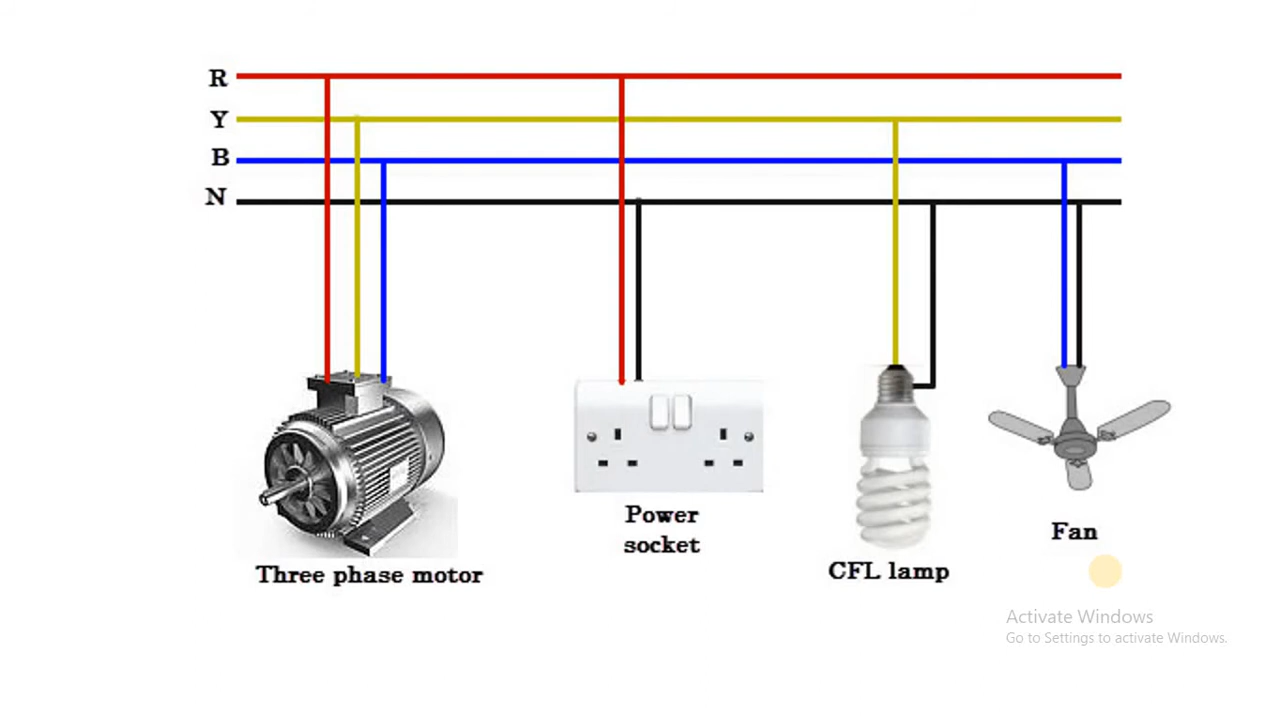 R
Y
B
N
Three phase motor
Power
socket
CFL lamp
Fan
Activate Windows
Go to Settings to activate Windows.